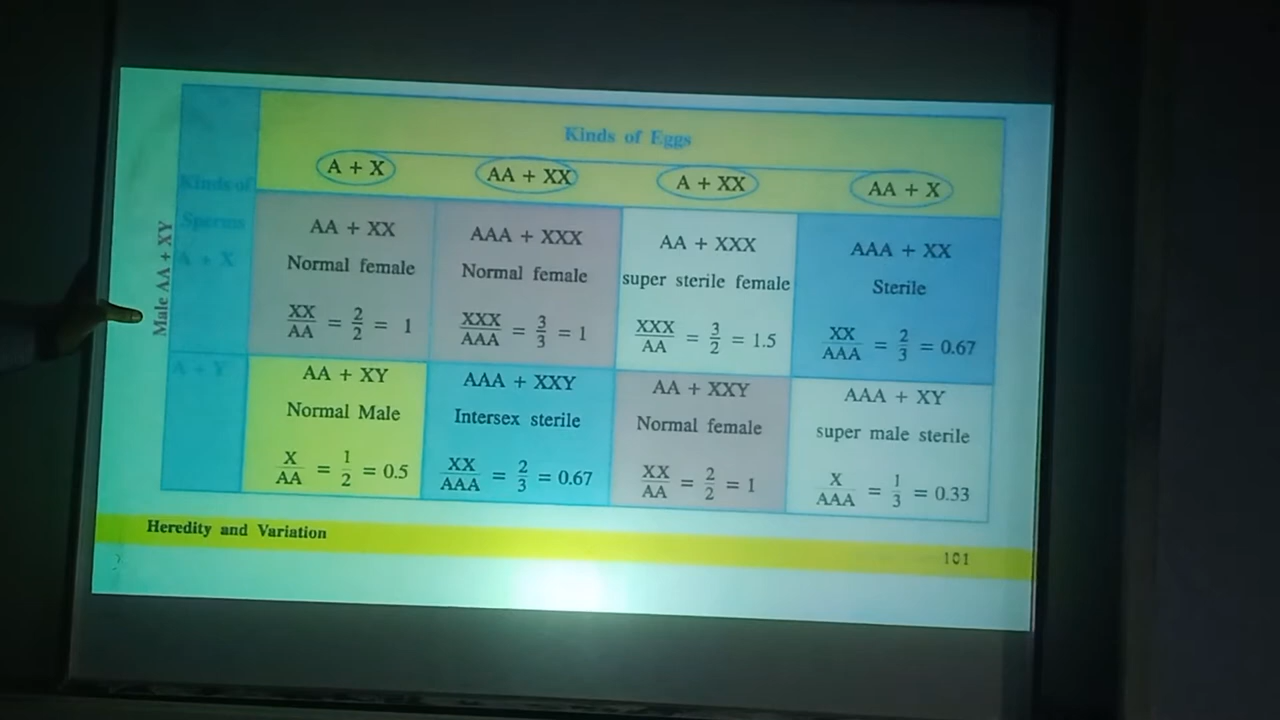 Kinds of Eggs
A + X AA + XX A + XX AA + X
Kinds of
Sperms
A + X
A + Y
Male AA + XY
AA + XX
Normal female
XX/AA = 2/2 = 1
AAA + XXX
Normal female
XXX/AAA = 3/3 = 1
AA + XXX
super sterile female
XXX/AA = 3/2 = 1.5
AAA + XX
Sterile
XX/AAA = 2/3 = 0.67
AA + XY
Normal Male
X/AA = 1/2 = 0.5
AAA + XXY
Intersex sterile
XX/AAA = 2/3 = 0.67
AA + XXY
Normal female
XX/AA = 2/2 = 1
AAA + XY
super male sterile
X/AAA = 1/3 = 0.33
Heredity and Variation
101